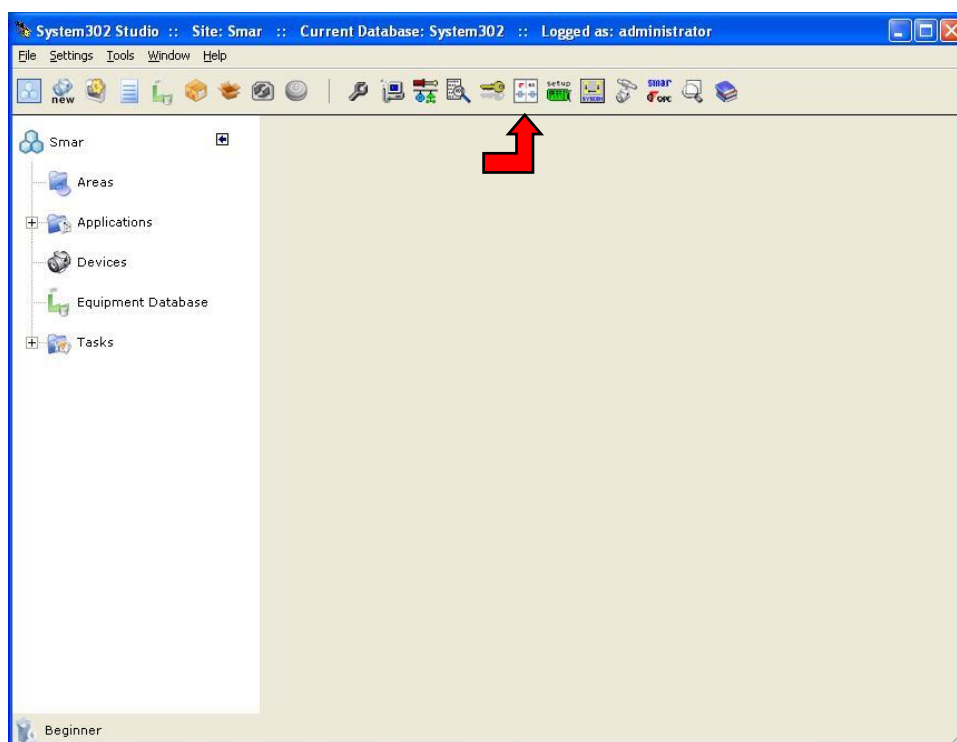 System302 Studio :: Site: Smar :: Current Database: System302 :: Logged as: administrator
File Settings Tools Window Help
new
setup
SYSCON
smar
OPC
Smar
Areas
Applications
Devices
Equipment Database
Tasks
Beginner